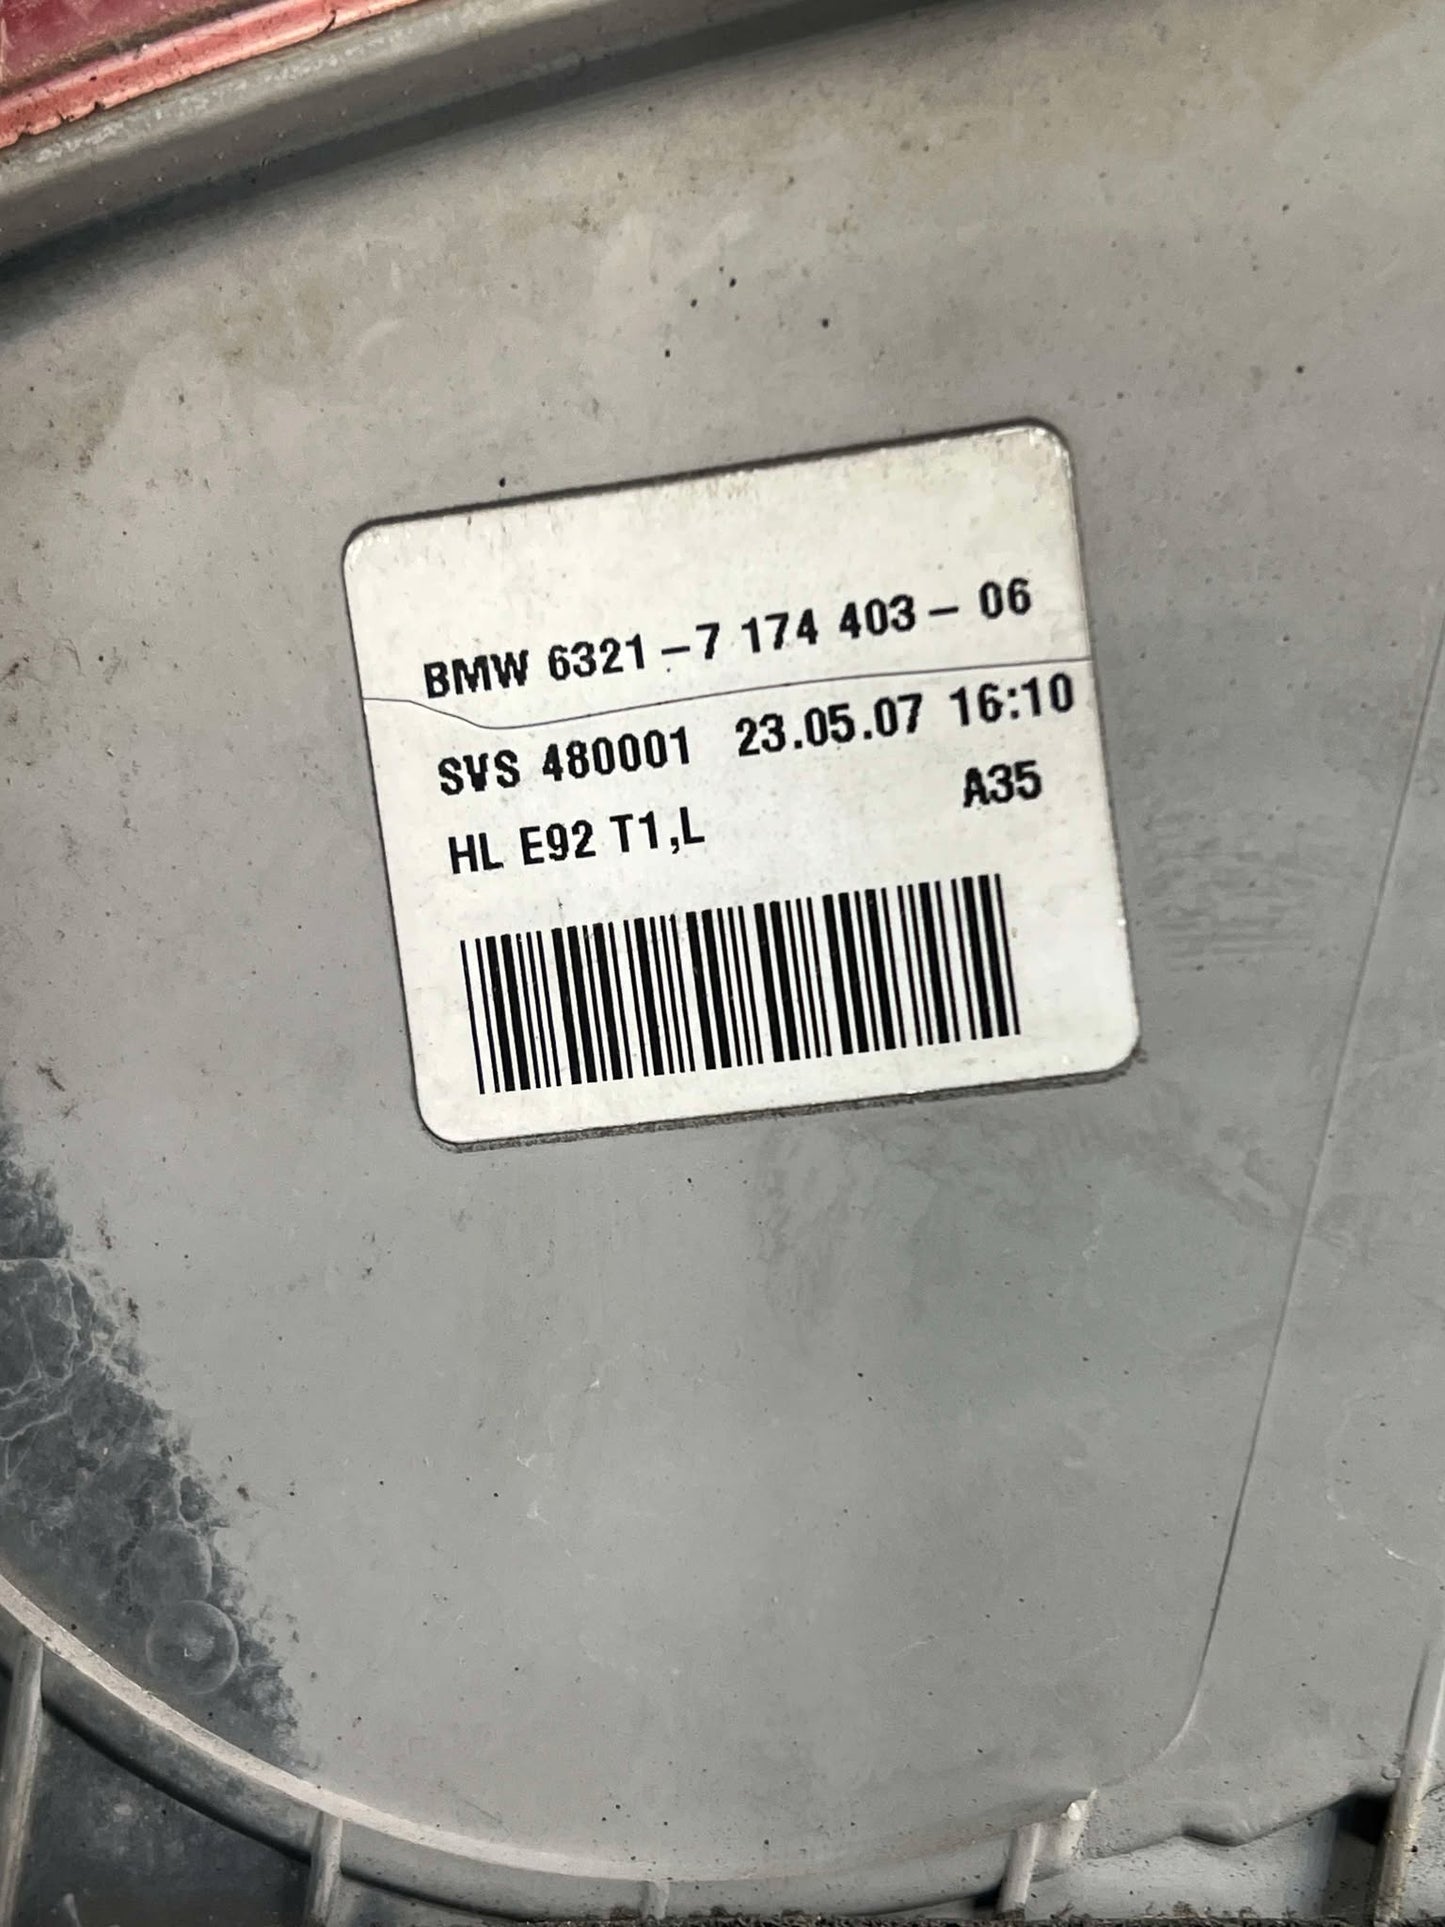 BMW 6321-7 174 403- 06
SVS 480001 23.05.07 16:10
A35
HL E92 T1,L